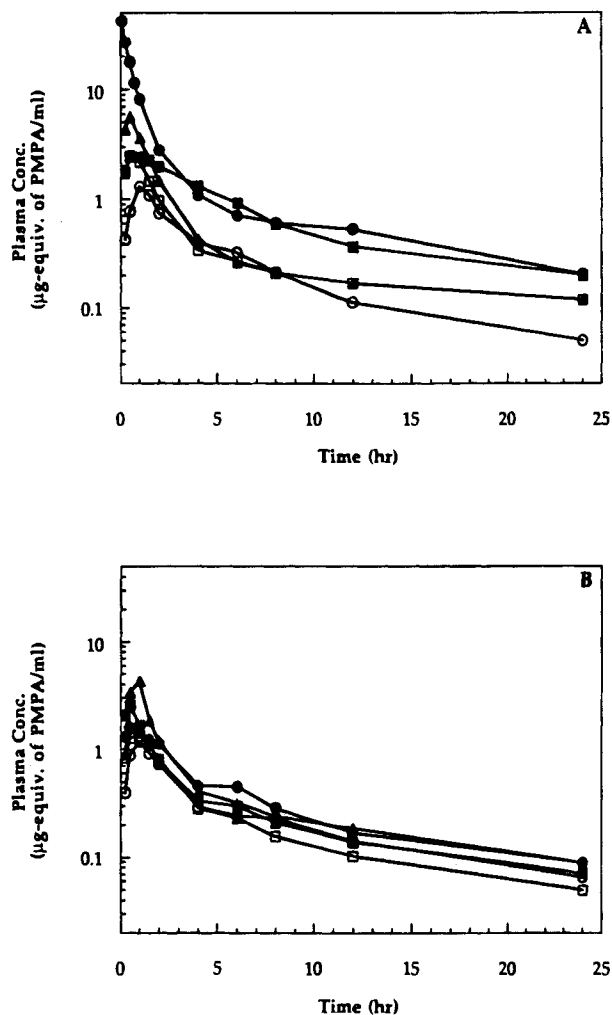 A
10
1
0.1
Plasma Conc.
(µg-equiv. of PMPA/ml)
0 5 10 15 20 25
Time (hr)
B
10
1
0.1
Plasma Conc.
(µg-equiv. of PMPA/ml)
0 5 10 15 20 25
Time (hr)